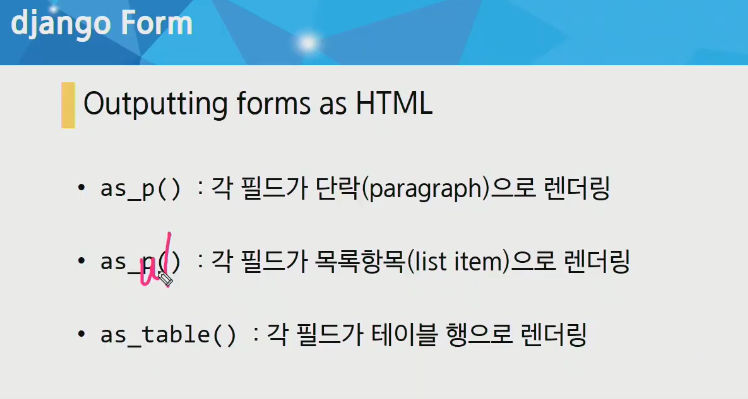 django Form
Outputting forms as HTML
• as_p() : 각 필드가 단락(paragraph)으로 렌더링
• as_p() : 각 필드가 목록항목(list item)으로 렌더링
ul
• as_table() : 각 필드가 테이블 행으로 렌더링